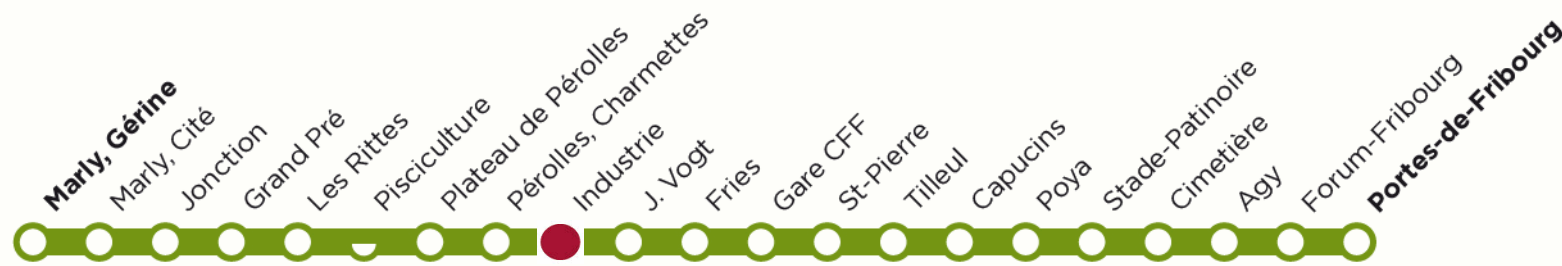 Marly, Gérine
Marly, Cité
Jonction
Grand Pré
Les Rittes
Pisciculture
Plateau de Pérolles
Pérolles, Charmettes
Industrie
J. Vogt
Fries
Gare CFF
St-Pierre
Tilleul
Capucins
Poya
Stade-Patinoire
Cimetière
Agy
Forum-Fribourg
Portes-de-Fribourg